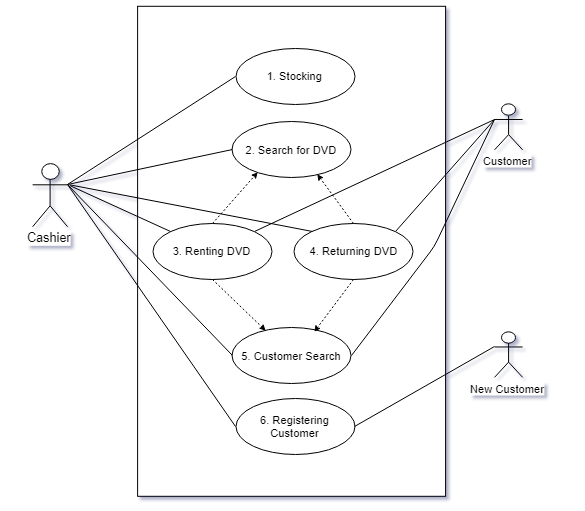 1. Stocking
2. Search for DVD
Customer
Cashier
3. Renting DVD
4. Returning DVD
5. Customer Search
New Customer
6. Registering
Customer